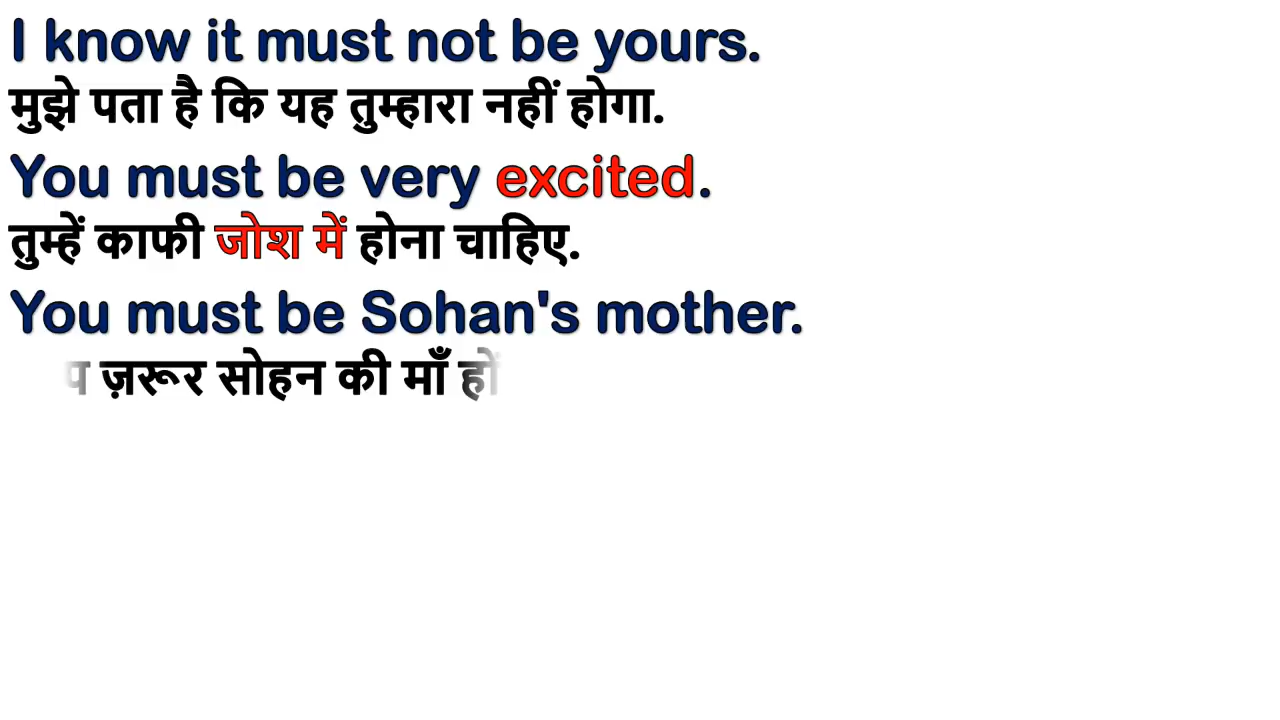 I know it must not be yours.
मुझे पता है कि यह तुम्हारा नहीं होगा.
You must be very excited.
तुम्हें काफी जोश में होना चाहिए.
You must be Sohan's mother.
ज़रूर सोहन की माँ